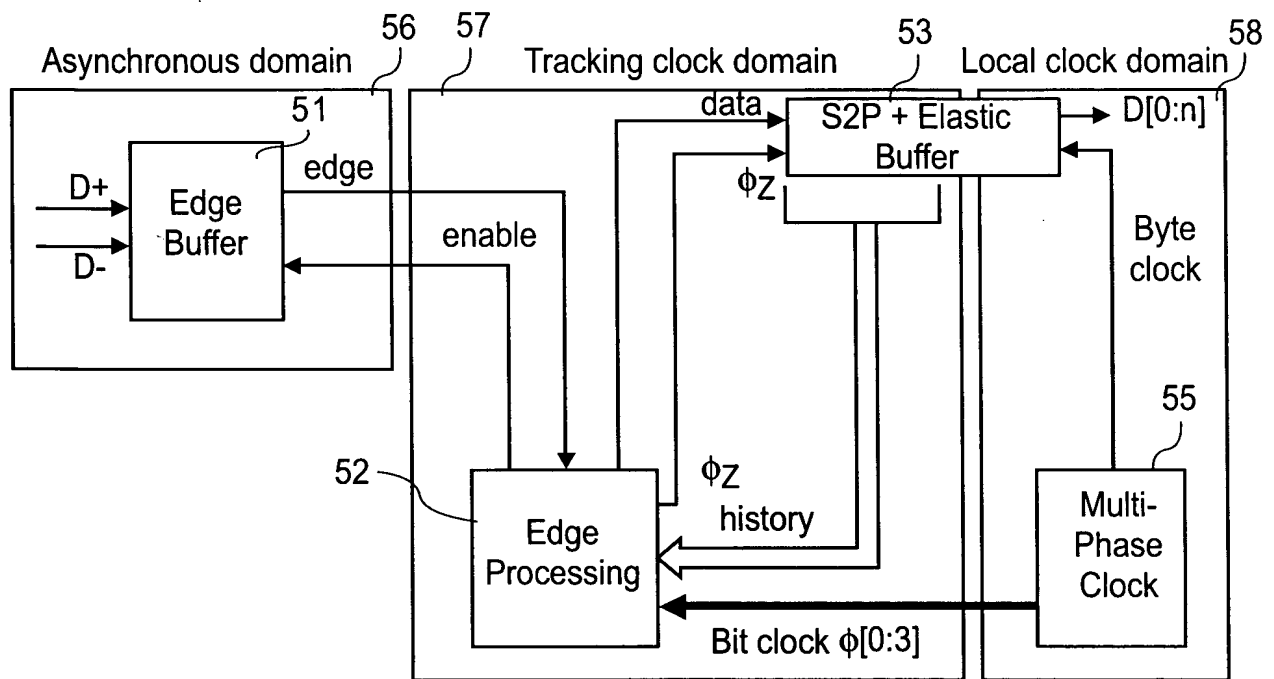 56
57
53
58
Asynchronous domain
Tracking clock domain
Local clock domain
51
data
S2P + Elastic
Buffer
D[0:n]
D+
D-
Edge
Buffer
edge
enable
ϕZ
Byte
clock
55
52
ϕZ
history
Edge
Processing
Multi-
Phase
Clock
Bit clock ϕ[0:3]